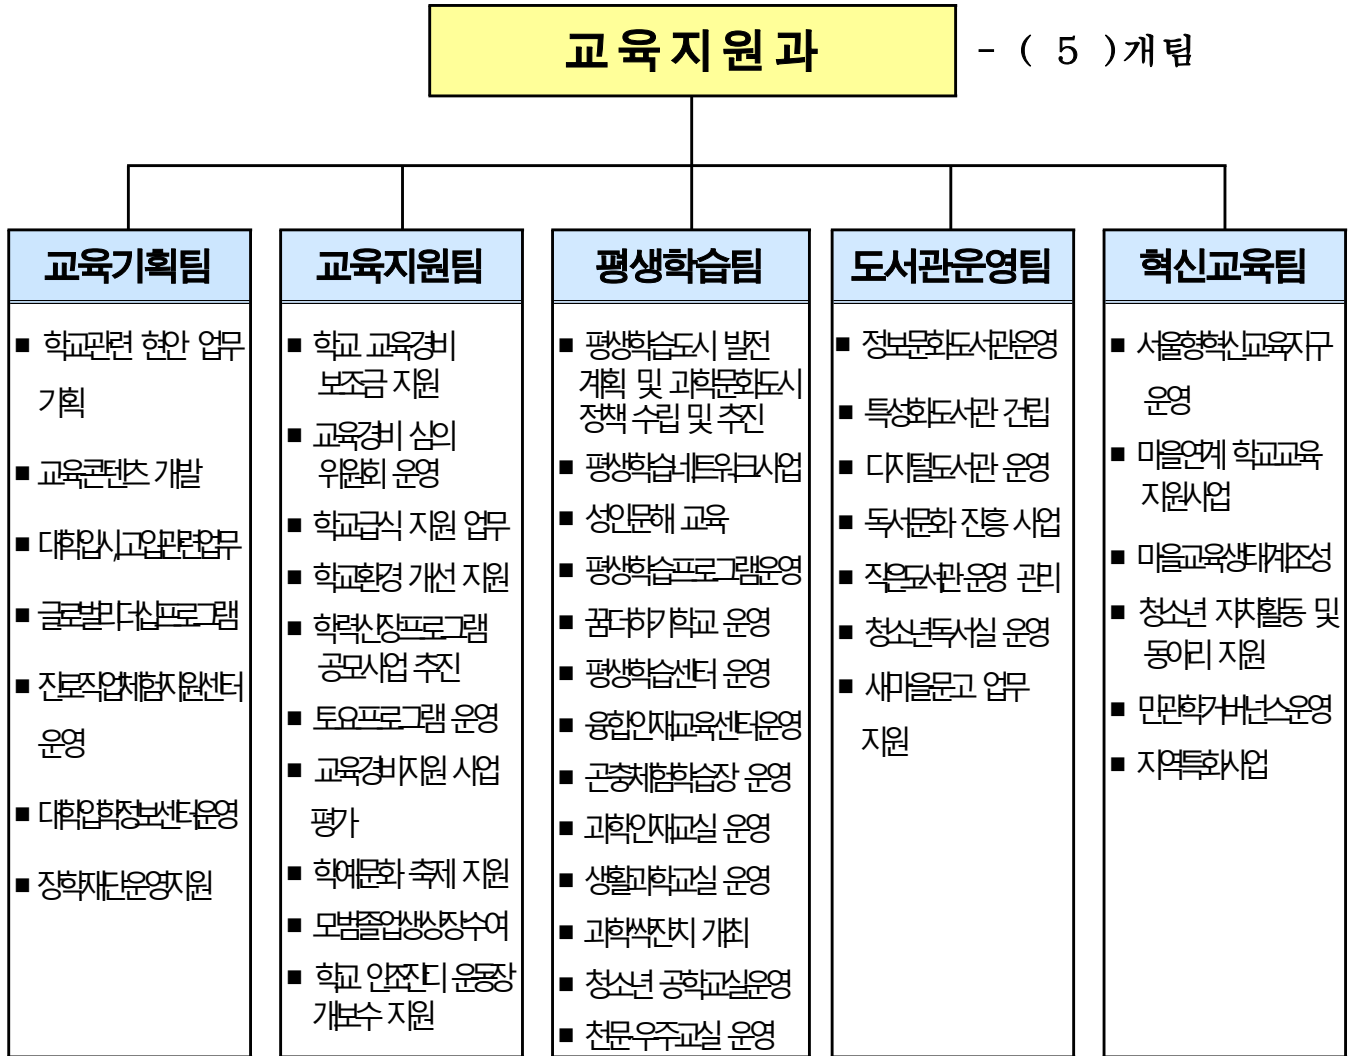 교육지원과 - ( 5 )개팀
교육기획팀
■ 학교관련 현안 업무
기획
■ 교육콘텐츠 개발
■ 대학입시,고입관련업무
■ 글로벌리더십프로그램
■ 진로직업체험지원센터
운영
■ 대학입학정보센터운영
■ 장학재단운영지원
교육지원팀
■ 학교 교육경비
보조금 지원
■ 교육경비 심의
위원회 운영
■ 학교급식 지원 업무
■ 학교환경 개선 지원
■ 학력신장프로그램
공모사업 추진
■ 토요프로그램 운영
■ 교육경비지원 사업
평가
■ 학예문화 축제 지원
■ 모범졸업생상장수여
■ 학교 인조잔디 운동장
개보수 지원
평생학습팀
■ 평생학습도시 발전
계획 및 과학문화도시
정책 수립 및 추진
■ 평생학습네트워크사업
■ 성인문해 교육
■ 평생학습프로그램운영
■ 꿈더하기학교 운영
■ 평생학습센터 운영
■ 융합인재교육센터운영
■ 곤충체험학습장 운영
■ 과학인재교실 운영
■ 생활과학교실 운영
■ 과학싹잔치 개최
■ 청소년 공학교실운영
■ 천문·우주교실 운영
도서관운영팀
■ 정보문화도서관운영
■ 특성화도서관 건립
■ 디지털도서관 운영
■ 독서문화 진흥 사업
■ 작은도서관·운영 관리
■ 청소년독서실 운영
■ 새마을문고 업무
지원
혁신교육팀
■ 서울형혁신교육지구
운영
■ 마을연계 학교교육
지원사업
■ 마을교육생태계조성
■ 청소년 자치활동 및
동아리 지원
■ 민관학거버넌스운영
■ 지역특화사업